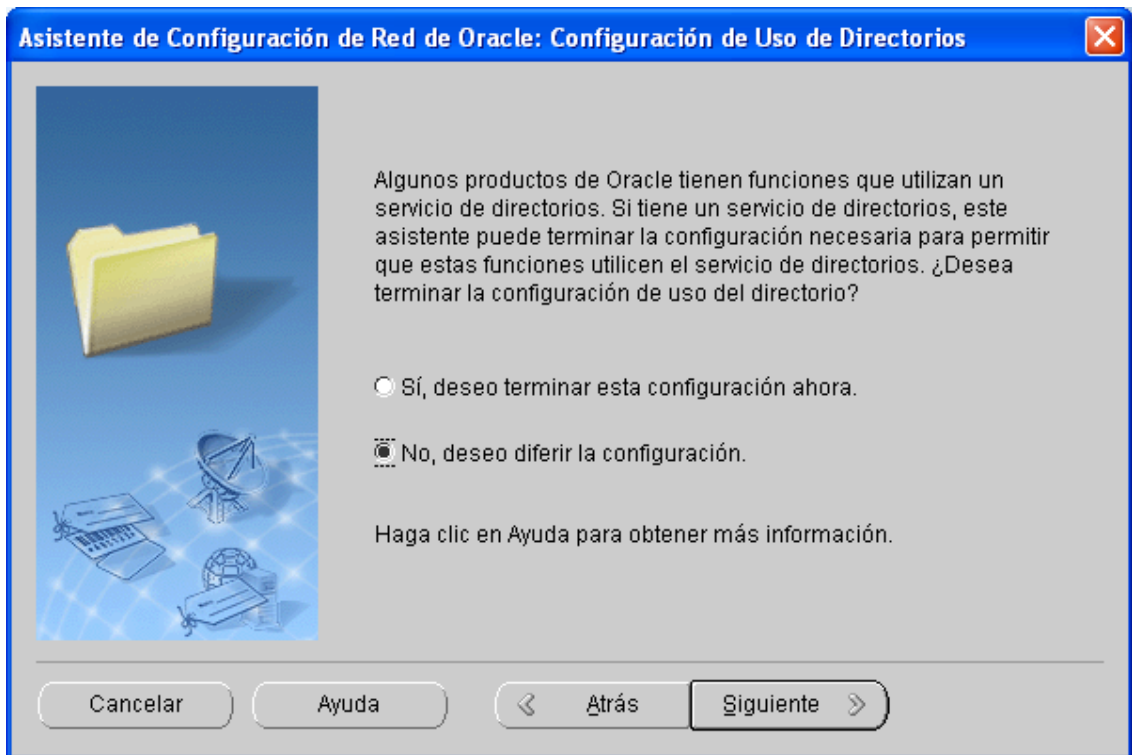 Asistente de Configuración de Red de Oracle: Configuración de Uso de Directorios
Algunos productos de Oracle tienen funciones que utilizan un
servicio de directorios. Si tiene un servicio de directorios, este
asistente puede terminar la configuración necesaria para permitir
que estas funciones utilicen el servicio de directorios. ¿Desea
terminar la configuración de uso del directorio?
Sí, deseo terminar esta configuración ahora.
No, deseo diferir la configuración.
Haga clic en Ayuda para obtener más información.
Cancelar
Ayuda
Atrás
Siguiente